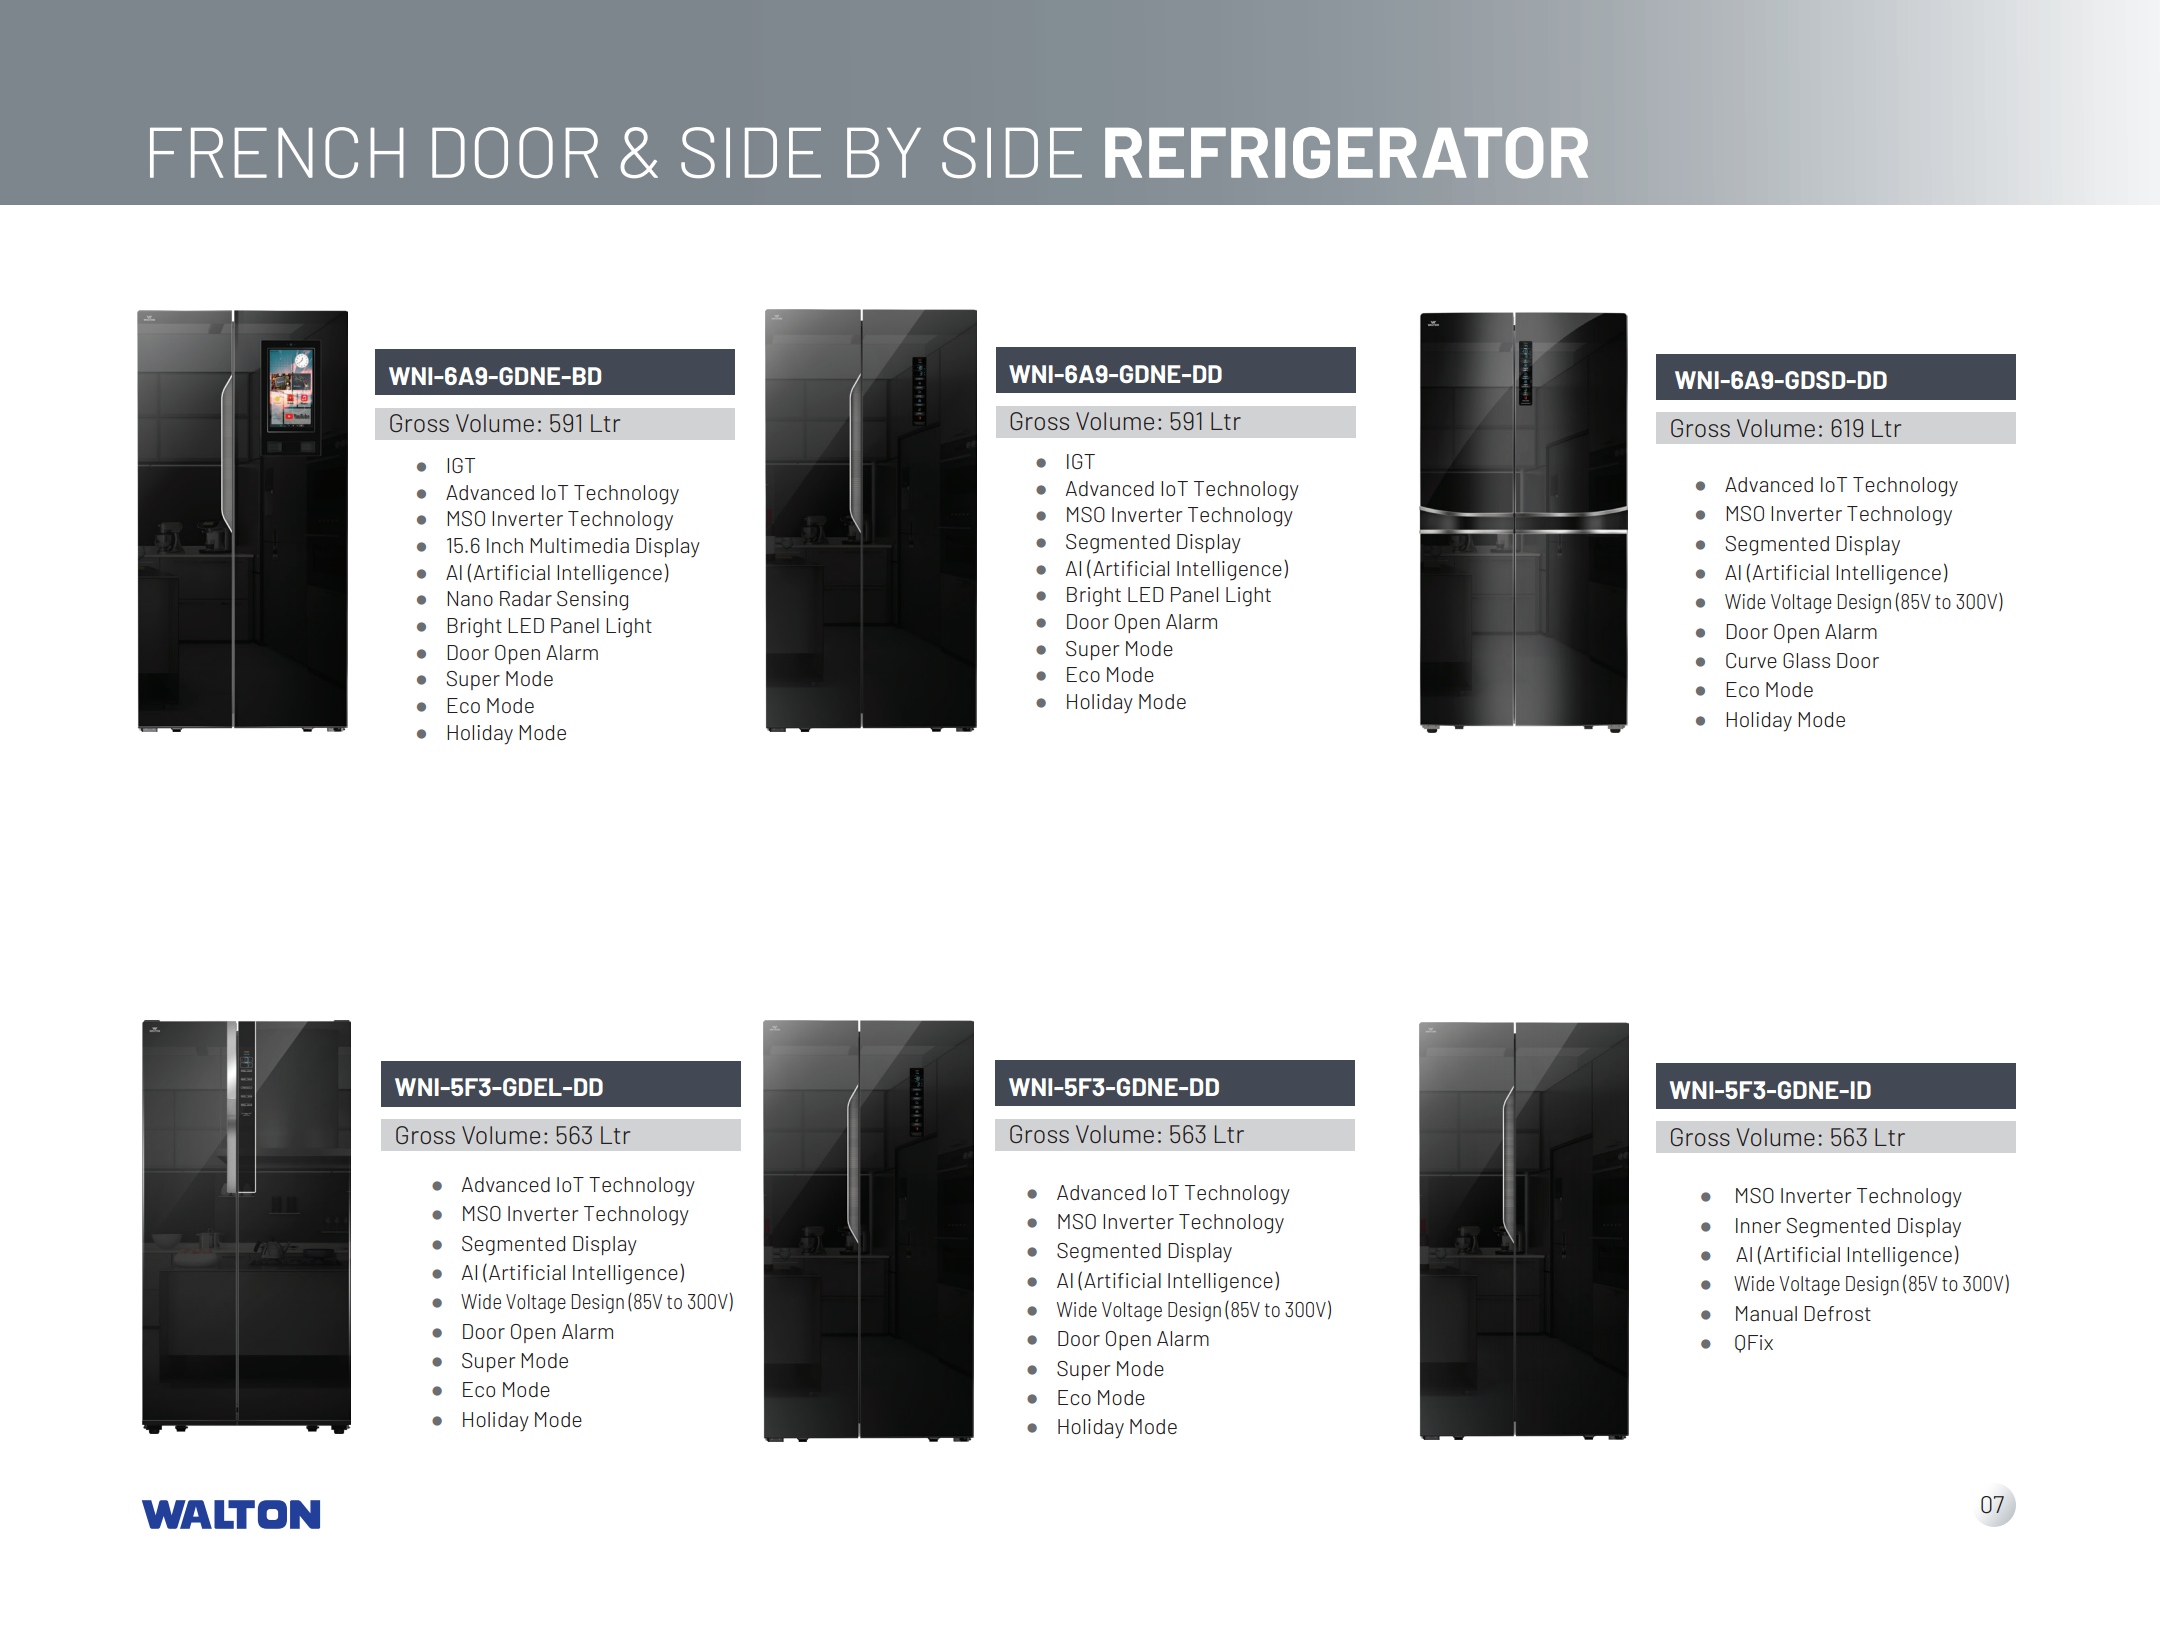 FRENCH DOOR & SIDE BY SIDE REFRIGERATOR
WNI-6A9-GDNE-BD
Gross Volume: 591 Ltr
IGT
Advanced IoT Technology
MSO Inverter Technology
15.6 Inch Multimedia Display
AI (Artificial Intelligence)
Nano Radar Sensing
Bright LED Panel Light
Door Open Alarm
Super Mode
Eco Mode
Holiday Mode
WNI-6A9-GDNE-DD
Gross Volume: 591 Ltr
IGT
Advanced IoT Technology
MSO Inverter Technology
Segmented Display
AI (Artificial Intelligence)
Bright LED Panel Light
Door Open Alarm
Super Mode
Eco Mode
Holiday Mode
WNI-6A9-GDSD-DD
Gross Volume: 619 Ltr
Advanced IoT Technology
MSO Inverter Technology
Segmented Display
AI (Artificial Intelligence)
Wide Voltage Design (85V to 300V)
Door Open Alarm
Curve Glass Door
Eco Mode
Holiday Mode
WNI-5F3-GDEL-DD
Gross Volume: 563 Ltr
Advanced IoT Technology
MSO Inverter Technology
Segmented Display
AI (Artificial Intelligence)
Wide Voltage Design (85V to 300V)
Door Open Alarm
Super Mode
Eco Mode
Holiday Mode
WNI-5F3-GDNE-DD
Gross Volume: 563 Ltr
Advanced IoT Technology
MSO Inverter Technology
Segmented Display
AI (Artificial Intelligence)
Wide Voltage Design (85V to 300V)
Door Open Alarm
Super Mode
Eco Mode
Holiday Mode
WNI-5F3-GDNE-ID
Gross Volume: 563 Ltr
MSO Inverter Technology
Inner Segmented Display
AI (Artificial Intelligence)
Wide Voltage Design (85V to 300V)
Manual Defrost
QFix
WALTON
07